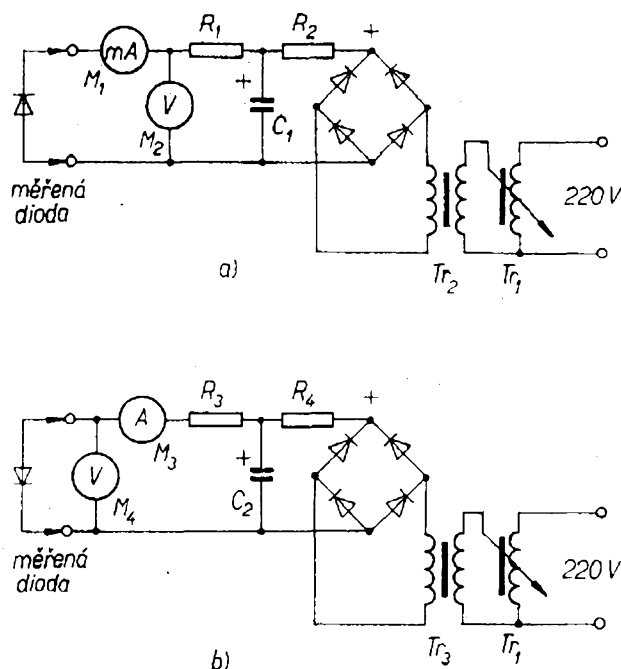 R1 R2 +
mA
M1
V
M2
+
C1
měřená
dioda
220 V
Tr2 Tr1
a)
R3 R4 +
A
M3
V
M4
+
C2
měřená
dioda
220 V
Tr3 Tr1
b)